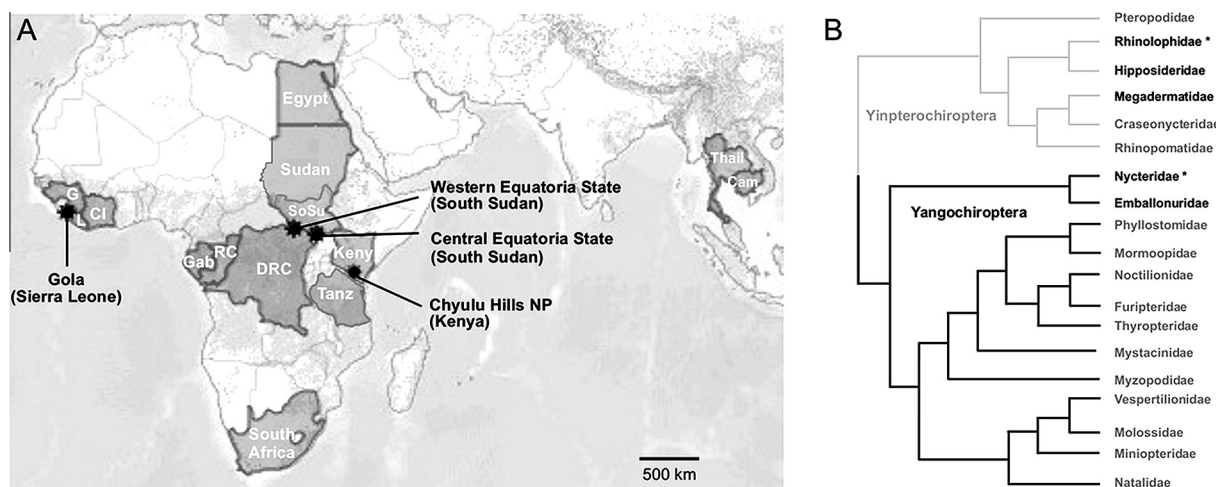 A
Egypt
Sudan
SoSu
G
L
CI
Gab
RC
DRC
Keny
Tanz
South
Africa
Thail
Cam
Western Equatoria State
(South Sudan)
Central Equatoria State
(South Sudan)
Chyulu Hills NP
(Kenya)
Gola
(Sierra Leone)
500 km
B
Yinpterochiroptera
Yangochiroptera
Pteropodidae
Rhinolophidae *
Hipposideridae
Megadermatidae
Craseonycteridae
Rhinopomatidae
Nycteridae *
Emballonuridae
Phyllostomidae
Mormoopidae
Noctilionidae
Furipteridae
Thyropteridae
Mystacinidae
Myzopodidae
Vespertilionidae
Molossidae
Miniopteridae
Natalidae